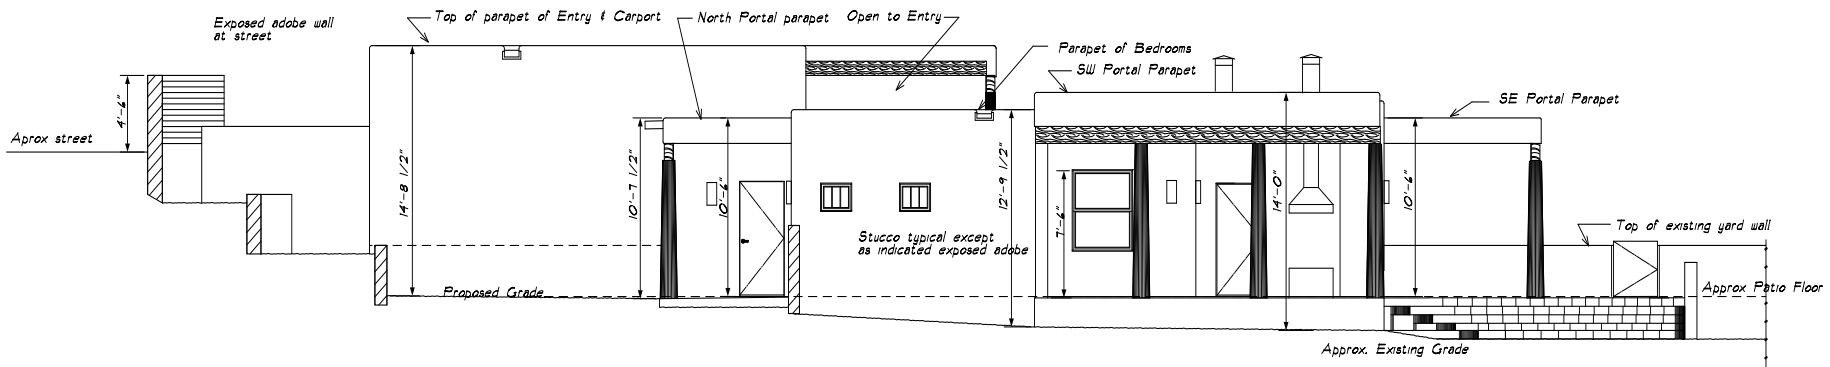 Exposed adobe wall
at street
Top of parapet of Entry & Carport
North Portal parapet
Open to Entry
Parapet of Bedrooms
SW Portal Parapet
SE Portal Parapet
4'-6"
Aprox street
14'-8 1/2"
10'-7 1/2"
10'-6"
12'-9 1/2"
7'-6"
14'-0"
10'-6"
Stucco typical except
as indicated exposed adobe
Top of existing yard wall
Proposed Grade
Approx Patio Floor
Approx. Existing Grade